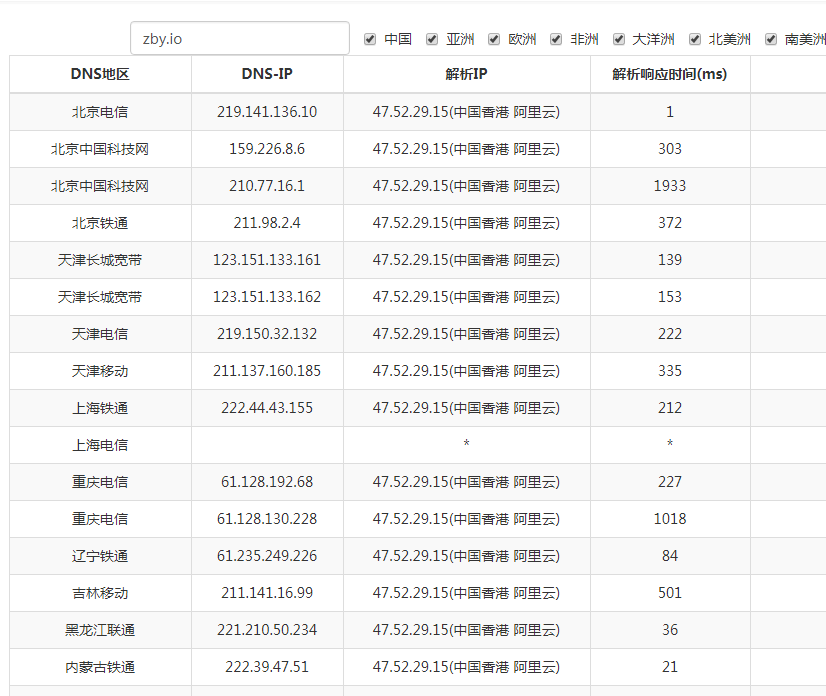 zby.io 中国 亚洲 欧洲 非洲 大洋洲 北美洲 南美洲
DNS地区 DNS-IP 解析IP 解析响应时间(ms)
北京电信 219.141.136.10 47.52.29.15(中国香港 阿里云) 1
北京中国科技网 159.226.8.6 47.52.29.15(中国香港 阿里云) 303
北京中国科技网 210.77.16.1 47.52.29.15(中国香港 阿里云) 1933
北京铁通 211.98.2.4 47.52.29.15(中国香港 阿里云) 372
天津长城宽带 123.151.133.161 47.52.29.15(中国香港 阿里云) 139
天津长城宽带 123.151.133.162 47.52.29.15(中国香港 阿里云) 153
天津电信 219.150.32.132 47.52.29.15(中国香港 阿里云) 222
天津移动 211.137.160.185 47.52.29.15(中国香港 阿里云) 335
上海铁通 222.44.43.155 47.52.29.15(中国香港 阿里云) 212
上海电信 * *
重庆电信 61.128.192.68 47.52.29.15(中国香港 阿里云) 227
重庆电信 61.128.130.228 47.52.29.15(中国香港 阿里云) 1018
辽宁铁通 61.235.249.226 47.52.29.15(中国香港 阿里云) 84
吉林移动 211.141.16.99 47.52.29.15(中国香港 阿里云) 501
黑龙江联通 221.210.50.234 47.52.29.15(中国香港 阿里云) 36
内蒙古铁通 222.39.47.51 47.52.29.15(中国香港 阿里云) 21